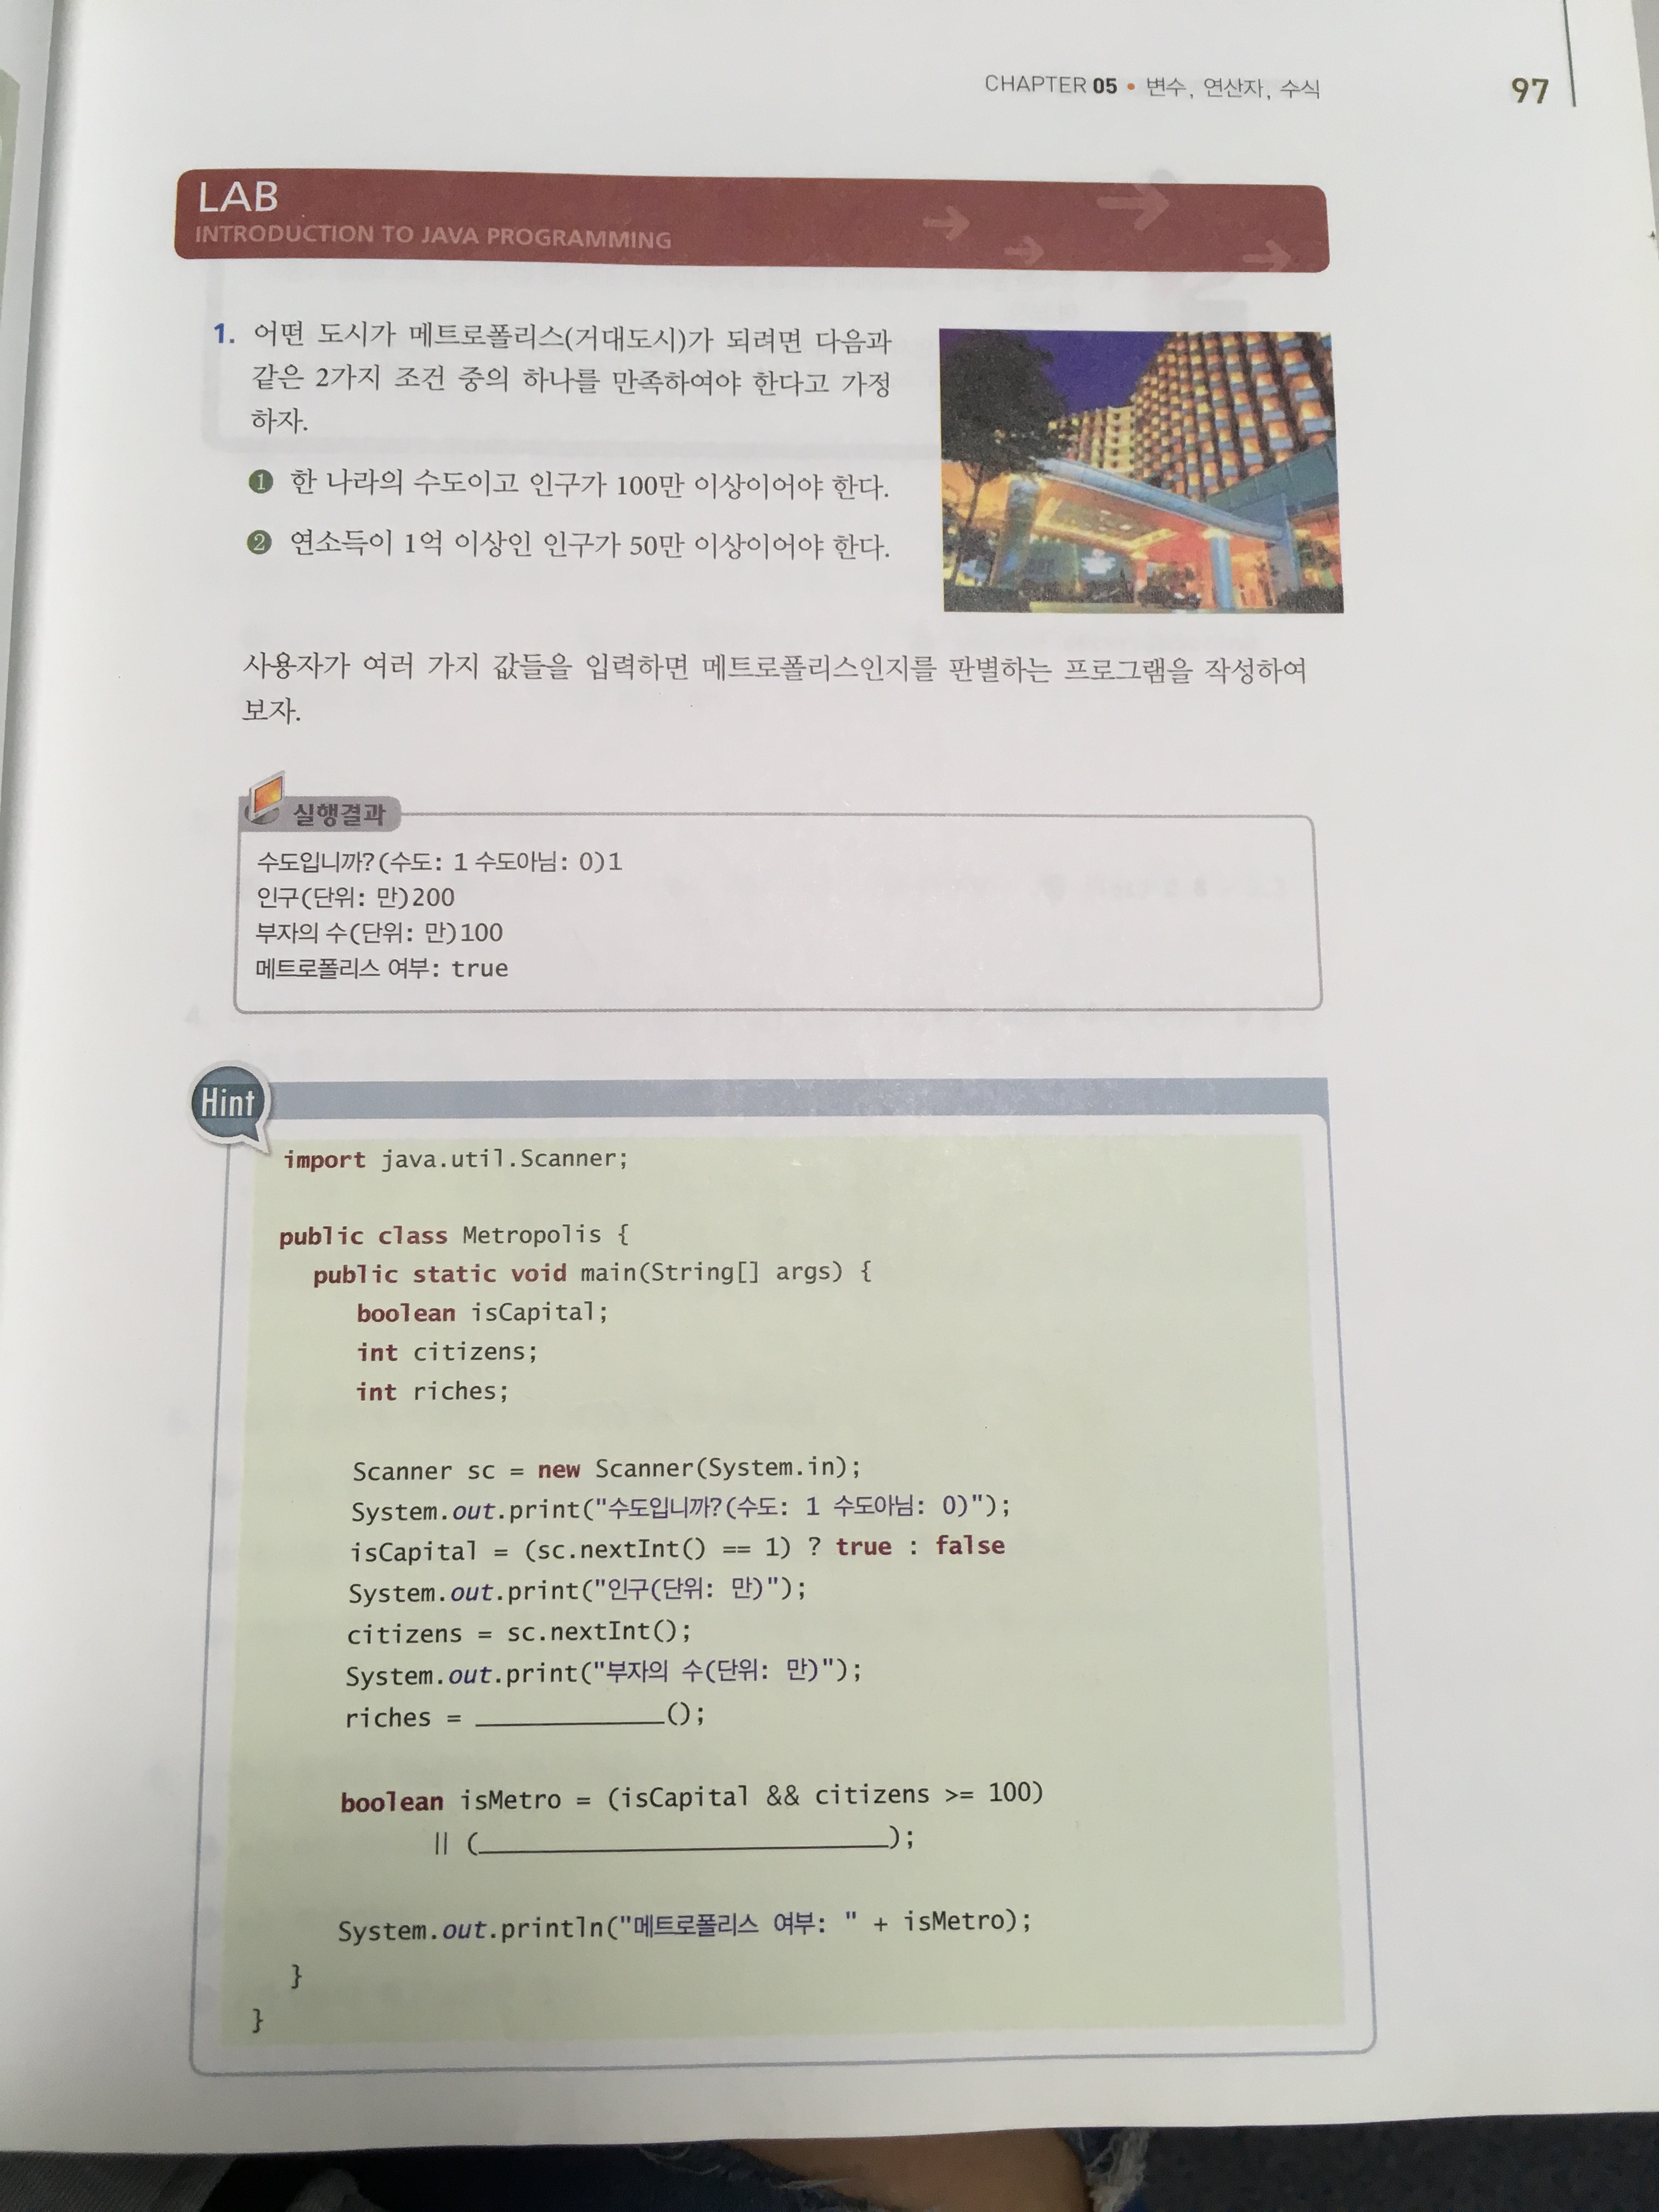 CHAPTER 05 • 변수, 연산자, 수식
97
LAB
INTRODUCTION TO JAVA PROGRAMMING
1. 어떤 도시가 메트로폴리스(거대도시)가 되려면 다음과
같은 2가지 조건 중의 하나를 만족하여야 한다고 가정
하자.
❶ 한 나라의 수도이고 인구가 100만 이상이어야 한다.
❷ 연소득이 1억 이상인 인구가 50만 이상이어야 한다.
사용자가 여러 가지 값들을 입력하면 메트로폴리스인지를 판별하는 프로그램을 작성하여
보자.
실행결과
수도입니까?(수도: 1 수도아님: 0)1
인구(단위: 만)200
부자의 수(단위: 만)100
메트로폴리스 여부: true
Hint
import java.util.Scanner;
public class Metropolis {
public static void main(String[] args) {
boolean isCapital;
int citizens;
int riches;
Scanner sc = new Scanner(System.in);
System.out.print("수도입니까?(수도: 1 수도아님: 0)");
isCapital = (sc.nextInt() == 1) ? true : false
System.out.print("인구(단위: 만)");
citizens = sc.nextInt();
System.out.print("부자의 수(단위: 만)");
riches = ____________();
boolean isMetro = (isCapital && citizens >= 100)
|| (__________________________);
System.out.println("메트로폴리스 여부: " + isMetro);
}
}